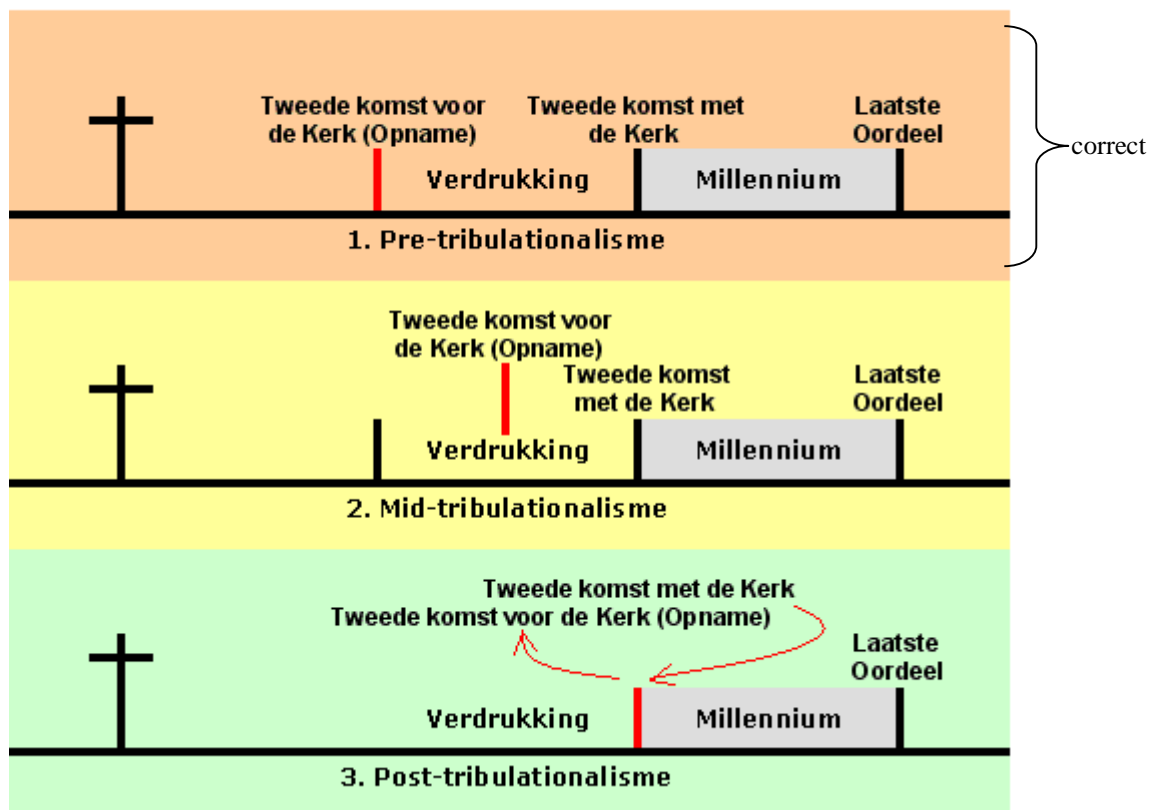 Tweede komst voor
de Kerk (Opname)
Tweede komst met
de Kerk
Laatste
Oordeel
correct
Verdrukking
Millennium
1. Pre-tribulationalisme
Tweede komst voor
de Kerk (Opname)
Tweede komst
met de Kerk
Laatste
Oordeel
Verdrukking
Millennium
2. Mid-tribulationalisme
Tweede komst met de Kerk
Tweede komst voor de Kerk (Opname)
Laatste
Oordeel
Verdrukking
Millennium
3. Post-tribulationalisme